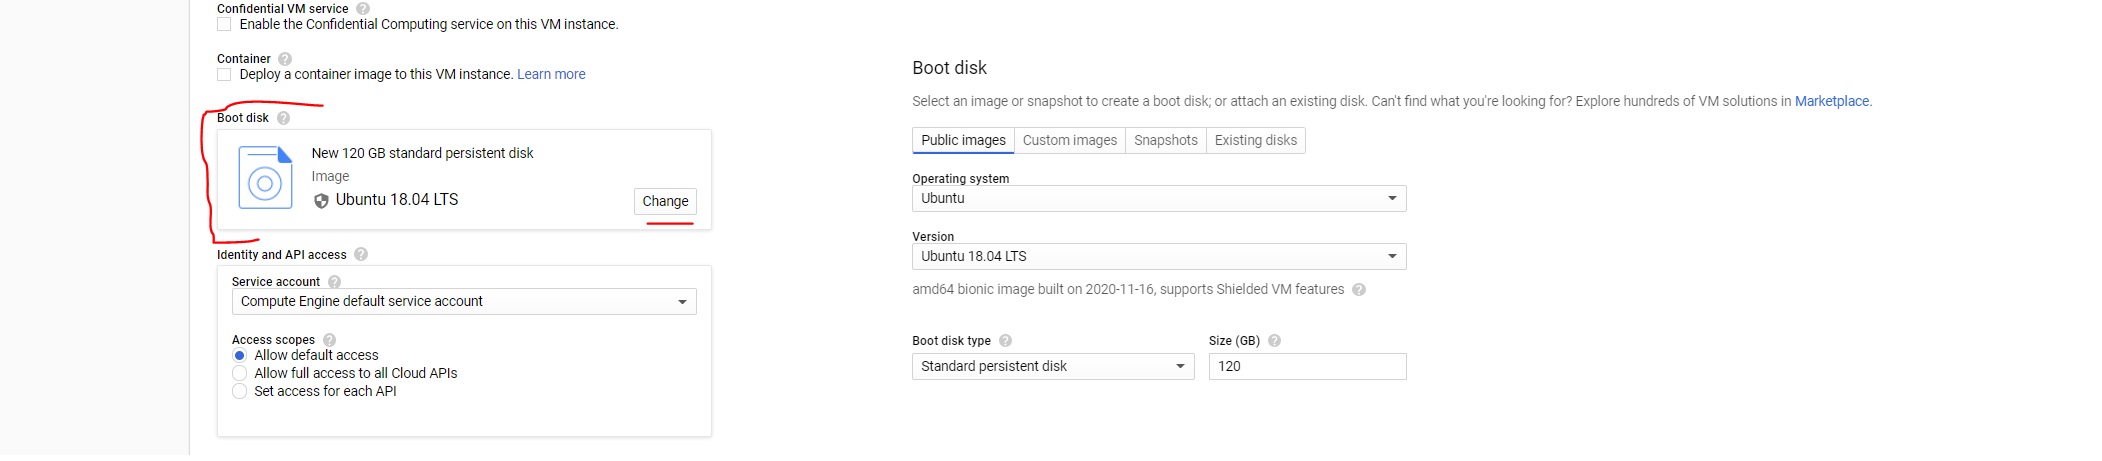 Confidential VM service
Enable the Confidential Computing service on this VM instance.
Container
Deploy a container image to this VM instance. Learn more
Boot disk
New 120 GB standard persistent disk
Image
Ubuntu 18.04 LTS
Change
Identity and API access
Service account
Compute Engine default service account
Access scopes
Allow default access
Allow full access to all Cloud APIs
Set access for each API
Boot disk
Select an image or snapshot to create a boot disk; or attach an existing disk. Can't find what you're looking for? Explore hundreds of VM solutions in Marketplace.
Public images Custom images Snapshots Existing disks
Operating system
Ubuntu
Version
Ubuntu 18.04 LTS
amd64 bionic image built on 2020-11-16, supports Shielded VM features
Boot disk type Size (GB)
Standard persistent disk 120